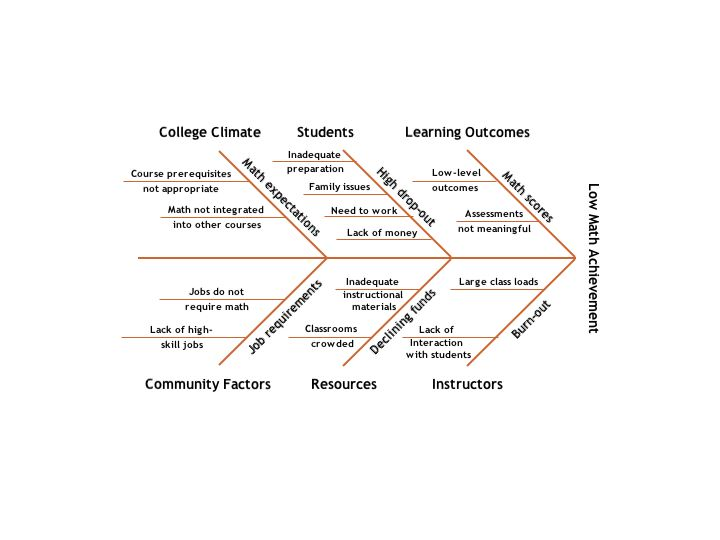 College Climate
Students
Learning Outcomes
Course prerequisites
not appropriate
Math not integrated
into other courses
Math expectations
Inadequate
preparation
Family issues
Need to work
Lack of money
High drop-out
Low-level
outcomes
Assessments
not meaningful
Math scores
Low Math Achievement
Jobs do not
require math
Lack of high-
skill jobs
Job requirements
Inadequate
instructional
materials
Classrooms
crowded
Declining funds
Large class loads
Lack of
Interaction
with students
Burn-out
Community Factors
Resources
Instructors